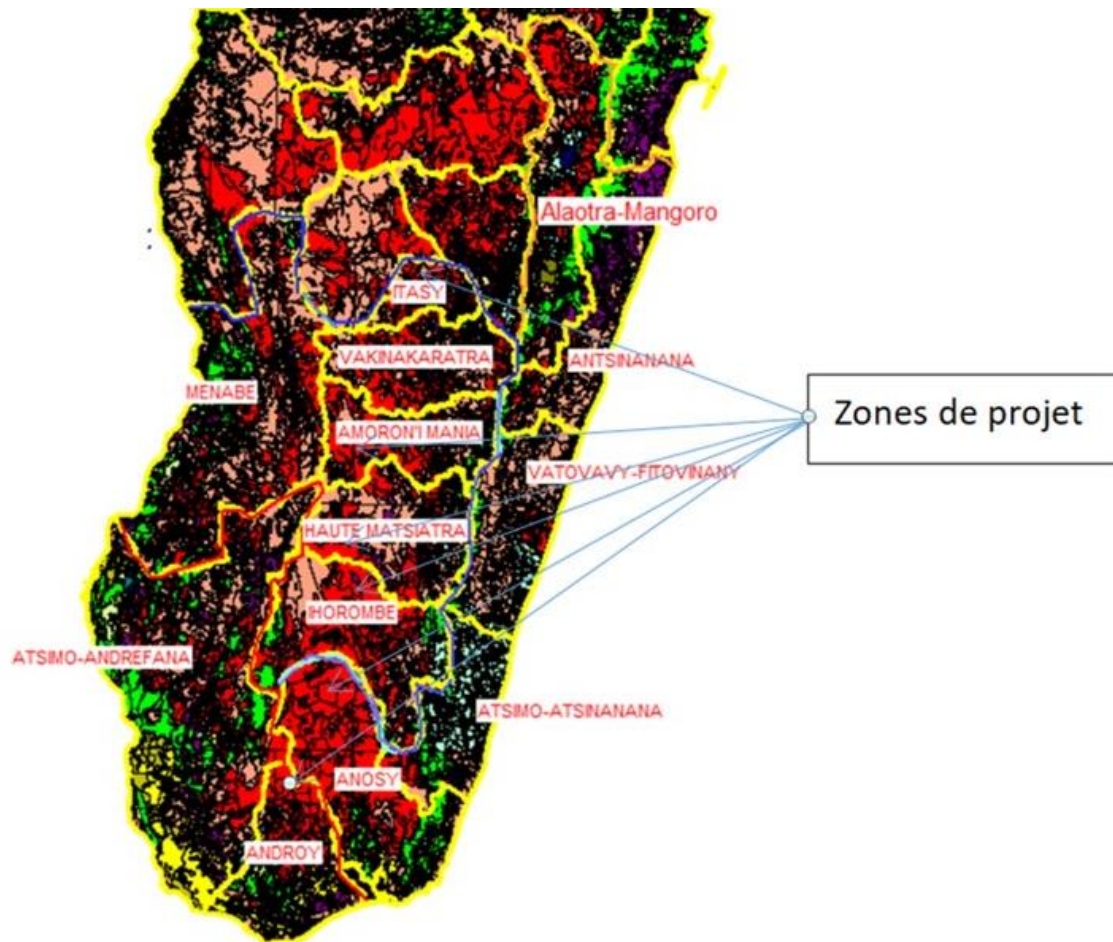 Alaotra-Mangoro
ITASY
VAKINAKARATRA
ANTSINANANA
MENABE
Zones de projet
AMORON'I MANIA
VATOVAVY-FITOVINANY
HAUTE MATSIATRA
IHOROMBE
ATSIMO-ANDREFANA
ATSIMO-ATSINANANA
ANOSY
ANDROY